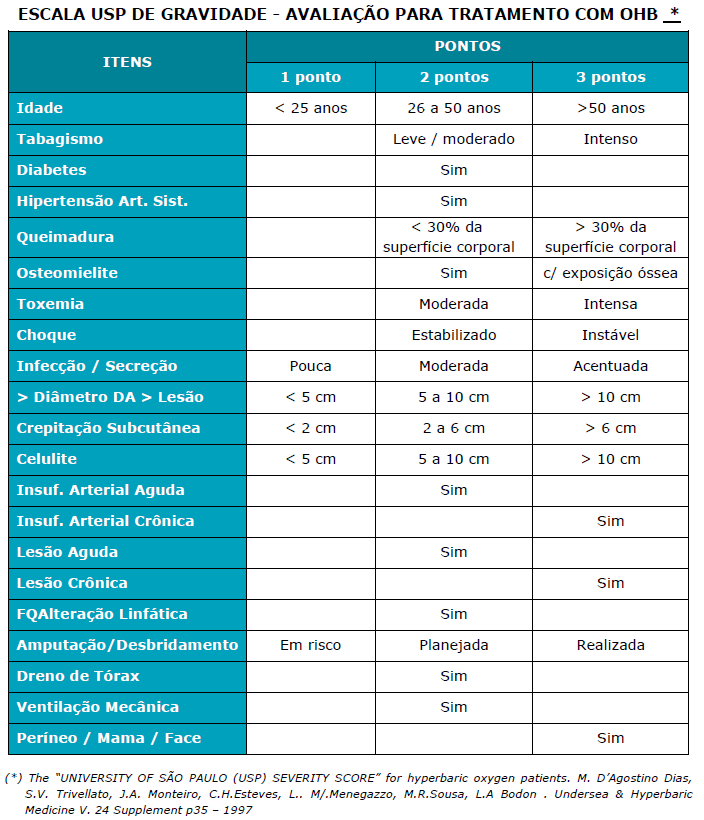 ESCALA USP DE GRAVIDADE - AVALIAÇÃO PARA TRATAMENTO COM OHB _*
ITENS PONTOS
1 ponto 2 pontos 3 pontos
Idade < 25 anos 26 a 50 anos >50 anos
Tabagismo Leve / moderado Intenso
Diabetes Sim
Hipertensão Art. Sist. Sim
Queimadura < 30% da superfície corporal > 30% da superfície corporal
Osteomielite Sim c/ exposição óssea
Toxemia Moderada Intensa
Choque Estabilizado Instável
Infecção / Secreção Pouca Moderada Acentuada
> Diâmetro DA > Lesão < 5 cm 5 a 10 cm > 10 cm
Crepitação Subcutânea < 2 cm 2 a 6 cm > 6 cm
Celulite < 5 cm 5 a 10 cm > 10 cm
Insuf. Arterial Aguda Sim
Insuf. Arterial Crônica Sim
Lesão Aguda Sim
Lesão Crônica Sim
FQAlteração Linfática Sim
Amputação/Desbridamento Em risco Planejada Realizada
Dreno de Tórax Sim
Ventilação Mecânica Sim
Períneo / Mama / Face Sim
(*) The “UNIVERSITY OF SÃO PAULO (USP) SEVERITY SCORE” for hyperbaric oxygen patients. M. D’Agostino Dias,
S.V. Trivellato, J.A. Monteiro, C.H.Esteves, L.. M/.Menegazzo, M.R.Sousa, L.A Bodon . Undersea & Hyperbaric
Medicine V. 24 Supplement p35 – 1997